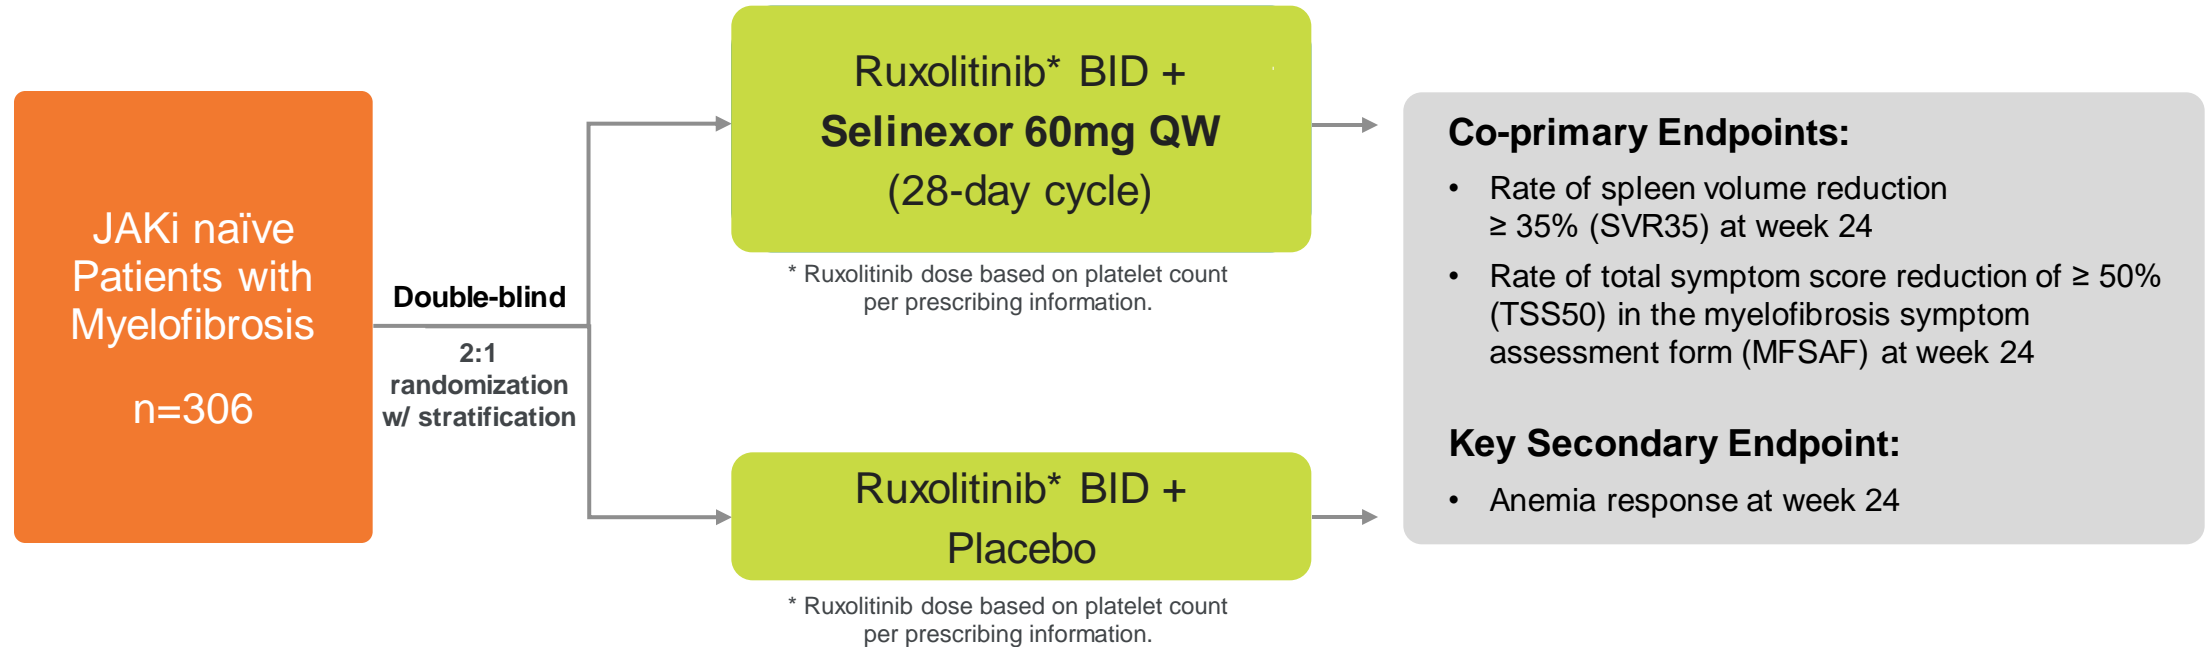 JAKi naïve
Patients with
Myelofibrosis
n=306
Double-blind
2:1
randomization
w/ stratification
Ruxolitinib* BID +
Selinexor 60mg QW
(28-day cycle)
* Ruxolitinib dose based on platelet count
per prescribing information.
Ruxolitinib* BID +
Placebo
* Ruxolitinib dose based on platelet count
per prescribing information.
Co-primary Endpoints:
• Rate of spleen volume reduction
≥ 35% (SVR35) at week 24
• Rate of total symptom score reduction of ≥ 50%
(TSS50) in the myelofibrosis symptom
assessment form (MFSAF) at week 24
Key Secondary Endpoint:
• Anemia response at week 24